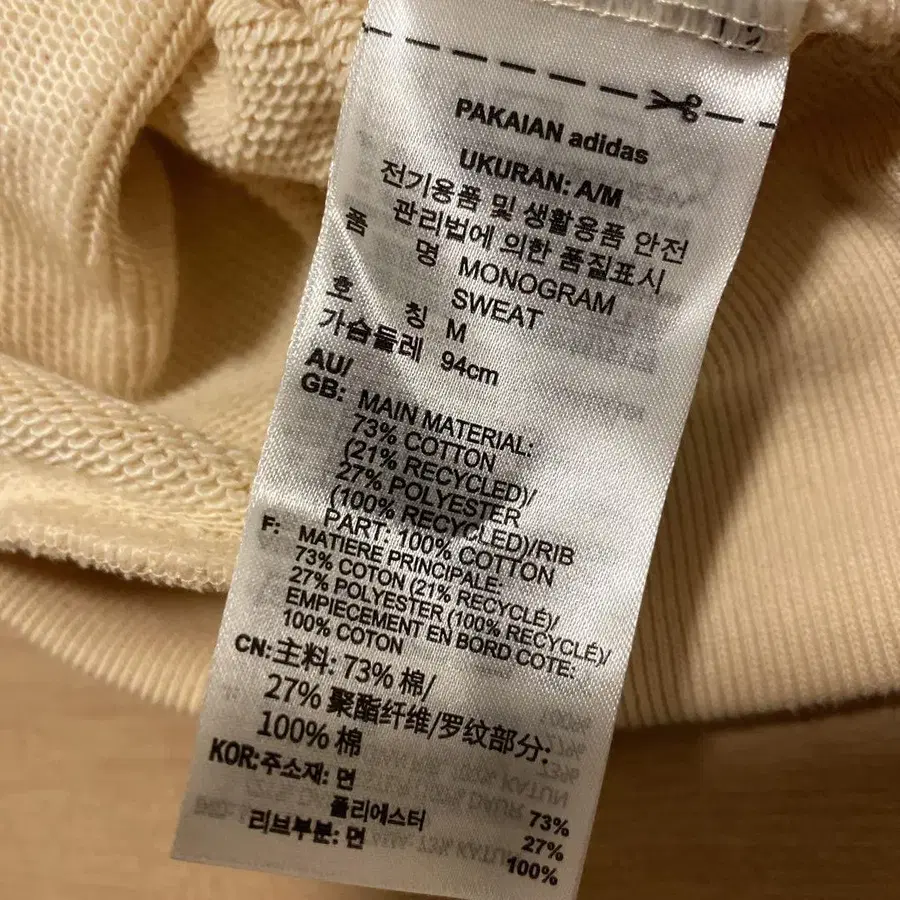 PAKAIAN adidas
UKURAN: A/M
전기용품 및 생활용품 안전
관리법에 의한 품질표시
품 명 MONOGRAM
SWEAT
호 칭 M
가슴둘레 94cm
AU/
GB: MAIN MATERIAL:
73% COTTON
(21% RECYCLED)/
27% POLYESTER
(100% RECYCLED)/RIB
PART: 100% COTTON
F: MATIERE PRINCIPALE:
73% COTON (21% RECYCLÉ)/
27% POLYESTER (100% RECYCLÉ)/
EMPIECEMENT EN BORD COTE:
100% COTON
CN:主料: 73% 棉/
27% 聚酯纤维/罗纹部分:
100% 棉
KOR:주소재: 면 73%
폴리에스터 27%
리브부분: 면 100%